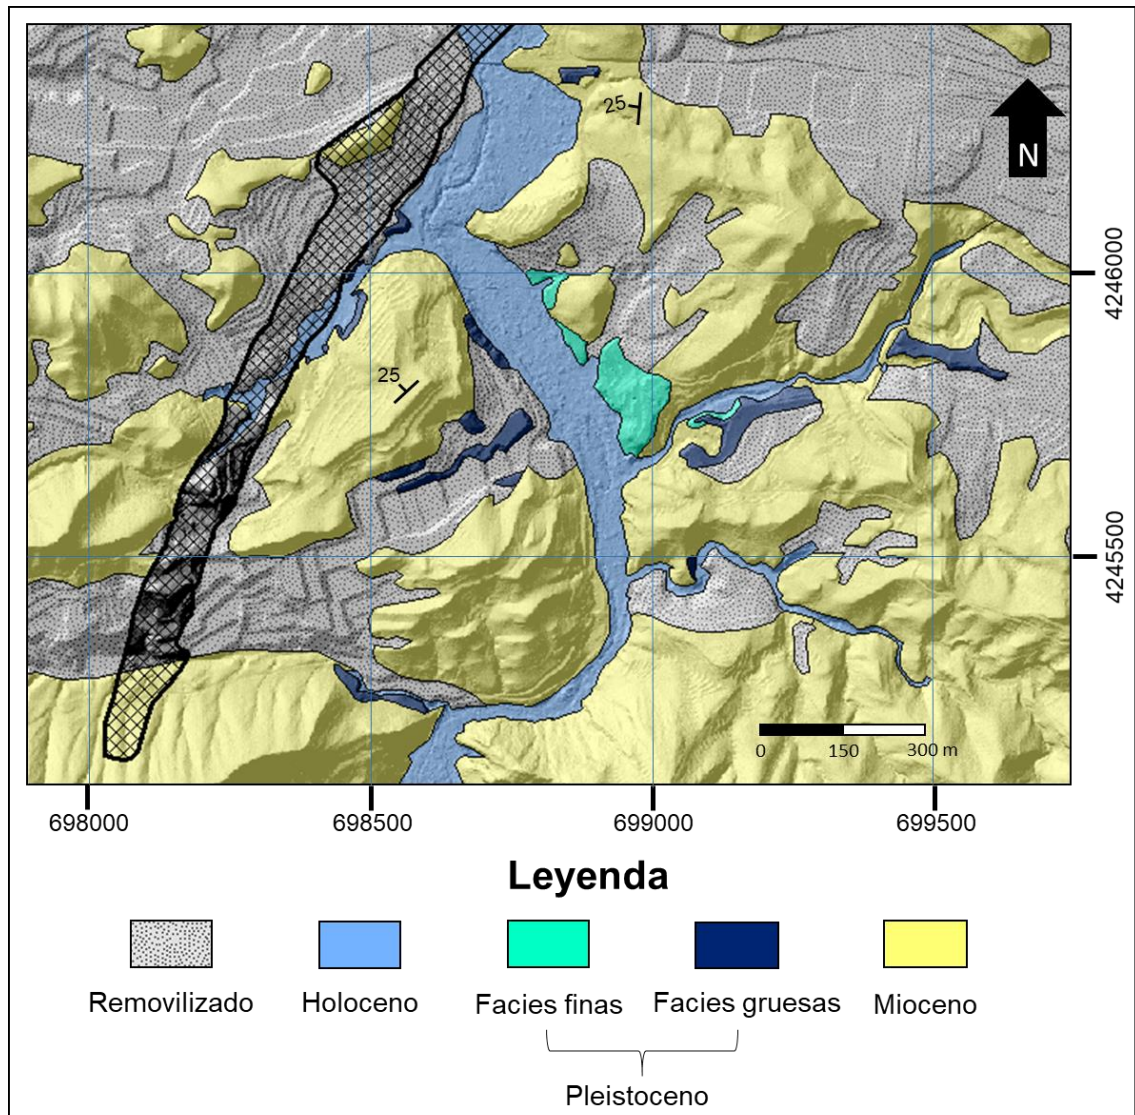 25
N
25
4246000
4245500
0 150 300 m
698000 698500 699000 699500
Leyenda
Removilizado Holoceno Facies finas Facies gruesas Mioceno
Pleistoceno